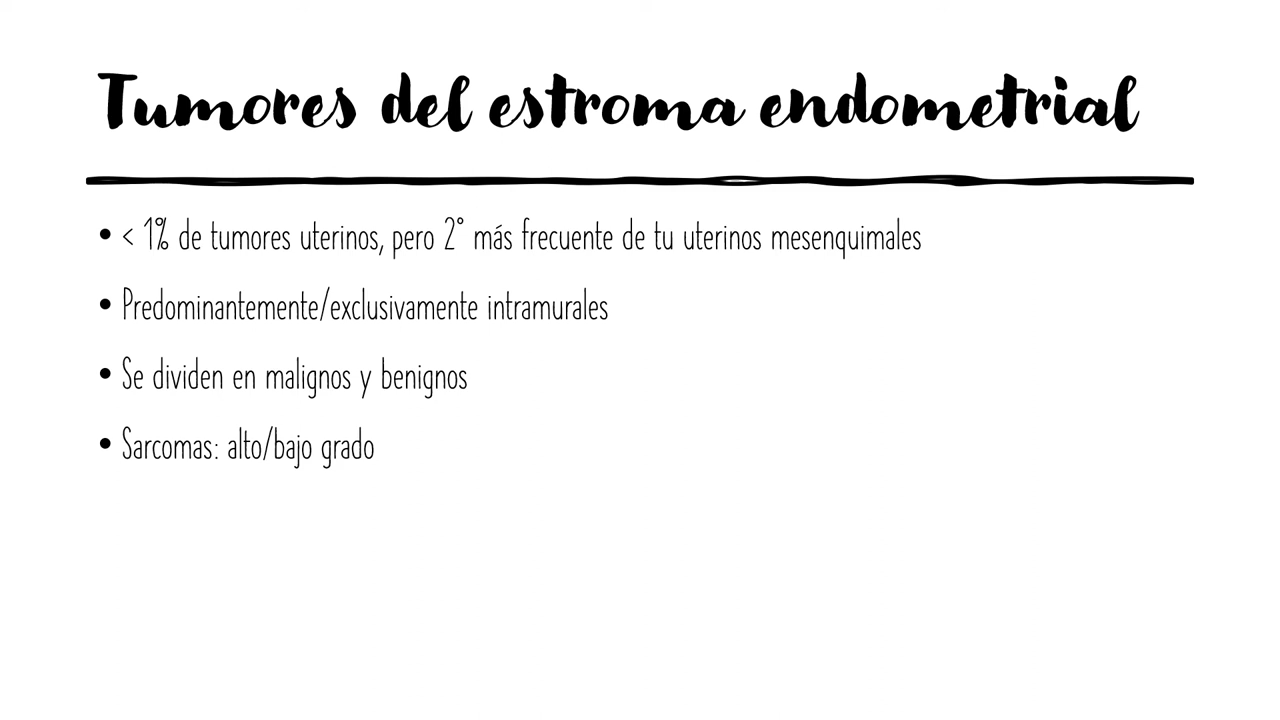 Tumores del estroma endometrial
• < 1% de tumores uterinos, pero 2° más frecuente de tu uterinos mesenquimales
• Predominantemente/exclusivamente intramurales
• Se dividen en malignos y benignos
• Sarcomas: alto/bajo grado